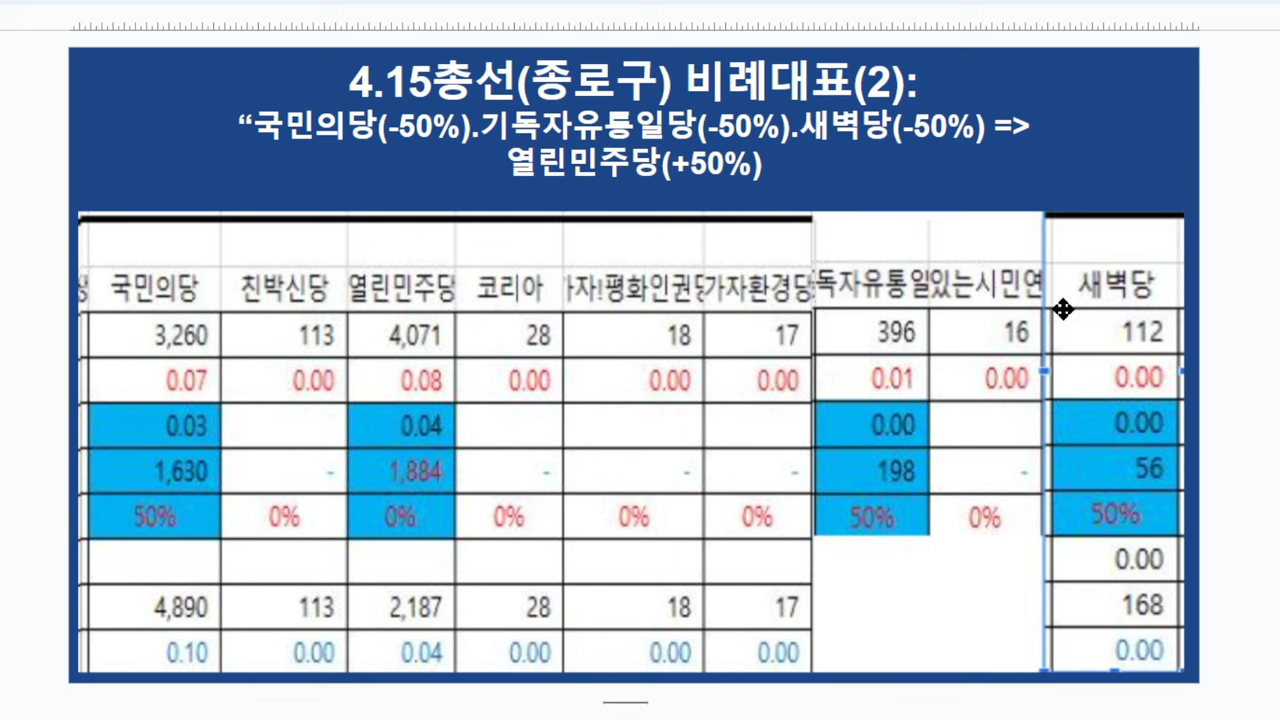 4.15총선(종로구) 비례대표(2):
“국민의당(-50%).기독자유통일당(-50%).새벽당(-50%) =>
열린민주당(+50%)
국민의당 친박신당 열린민주당 코리아 가자!평화인권당 가자환경당 독자유통일 있는시민연 새벽당
3,260 113 4,071 28 18 17 396 16 112
0.07 0.00 0.08 0.00 0.00 0.00 0.01 0.00 0.00
0.03 0.04 0.00 0.00
1,630 - 1,884 - - - 198 - 56
50% 0% 0% 0% 0% 0% 50% 0% 50%
0.00
4,890 113 2,187 28 18 17 168
0.10 0.00 0.04 0.00 0.00 0.00 0.00